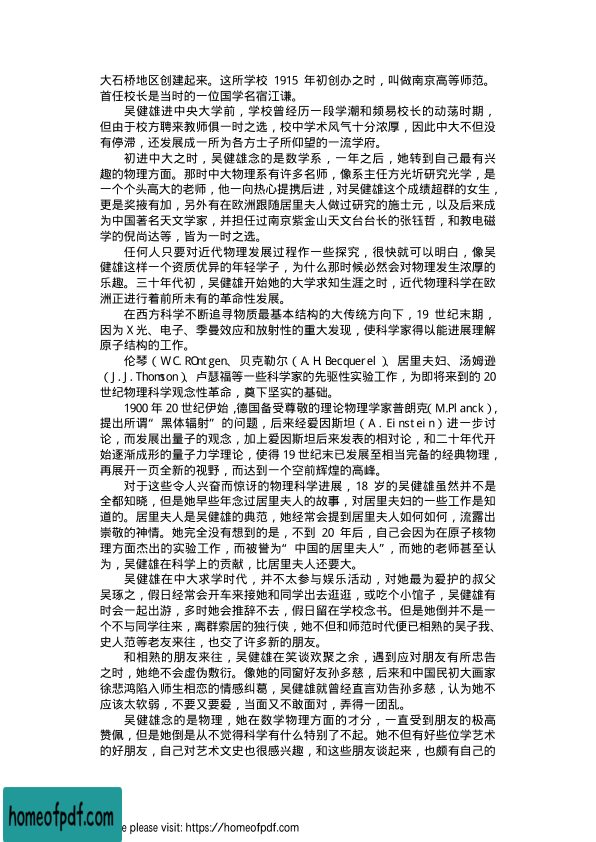 大石桥地区创建起来。这所学校 1915 年初创办之时，叫做南京高等师范。
首任校长是当时的一位国学名宿江谦。
吴健雄进中央大学前，学校曾经历一段学潮和频易校长的动荡时期，
但由于校方聘来教师俱一时之选，校中学术风气十分浓厚，因此中大不但没
有停滞，还发展成一所为各方士子所仰望的一流学府。
初进中大之时，吴健雄念的是数学系，一年之后，她转到自己最有兴
趣的物理方面。那时中大物理系有许多名师，像系主任方光圻研究光学，是
一个个头高大的老师，他一向热心提携后进，对吴健雄这个成绩超群的女生，
更是奖掖有加，另外有在欧洲跟随居里夫人做过研究的施士元，以及后来成
为中国著名天文学家，并担任过南京紫金山天文台台长的张钰哲，和教电磁
学的倪尚达等，皆为一时之选。
任何人只要对近代物理发展过程作一些探究，很快就可以明白，像吴
健雄这样一个资质优异的年轻学子，为什么那时候必然会对物理发生浓厚的
乐趣。三十年代初，吴健雄开始她的大学求知生涯之时，近代物理科学在欧
洲正进行着前所未有的革命性发展。
在西方科学不断追寻物质最基本结构的大传统方向下，19 世纪末期，
因为 X 光、电子、季曼效应和放射性的重大发现，使科学家得以能进展理解
原子结构的工作。
伦琴（W.C.ROntgen、贝克勒尔（A.H.Becquerel）、居里夫妇、汤姆逊
（J.J.Thomson）、卢瑟福等一些科学家的先驱性实验工作，为即将来到的 20
世纪物理科学观念性革命，奠下坚实的基础。
1900 年 20 世纪伊始，德国备受尊敬的理论物理学家普朗克（M.Planck），
提出所谓“黑体辐射”的问题，后来经爱因斯坦（A．Einstein）进一步讨
论，而发展出量子的观念，加上爱因斯坦后来发表的相对论，和二十年代开
始逐渐成形的量子力学理论，使得 19 世纪末已发展至相当完备的经典物理，
再展开一页全新的视野，而达到一个空前辉煌的高峰。
对于这些令人兴奋而惊讶的物理科学进展，18 岁的吴健雄虽然并不是
全都知晓，但是她早些年念过居里夫人的故事，对居里夫妇的一些工作是知
道的。居里夫人是吴健雄的典范，她经常会提到居里夫人如何如何，流露出
崇敬的神情。她完全没有想到的是，不到 20 年后，自己会因为在原子核物
理方面杰出的实验工作，而被誉为“中国的居里夫人”，而她的老师甚至认
为，吴健雄在科学上的贡献，比居里夫人还要大。
吴健雄在中大求学时代，并不太参与娱乐活动，对她最为爱护的叔父
吴琢之，假日经常会开车来接她和同学出去逛逛，或吃个小馆子，吴健雄有
时会一起出游，多时她会推辞不去，假日留在学校念书。但是她倒并不是一
个不与同学往来，离群索居的独行侠，她不但和师范时代便已相熟的吴子我、
史人范等老友来往，也交了许多新的朋友。
和相熟的朋友来往，吴健雄在笑谈欢聚之余，遇到应对朋友有所忠告
之时，她绝不会虚伪敷衍。像她的同窗好友孙多慈，后来和中国民初大画家
徐悲鸿陷入师生相恋的情感纠葛，吴健雄就曾经直言劝告孙多慈，认为她不
应该太软弱，不要又要爱，当面又不敢面对，弄得一团乱。
吴健雄念的是物理，她在数学物理方面的才分，一直受到朋友的极高
赞佩，但是她倒是从不觉得科学有什么特别了不起。她不但有好些位学艺术
的好朋友，自己对艺术文史也很感兴趣，和这些朋友谈起来，也颇有自己的
homeofpdf.com
e please visit: https://homeofpdf.com